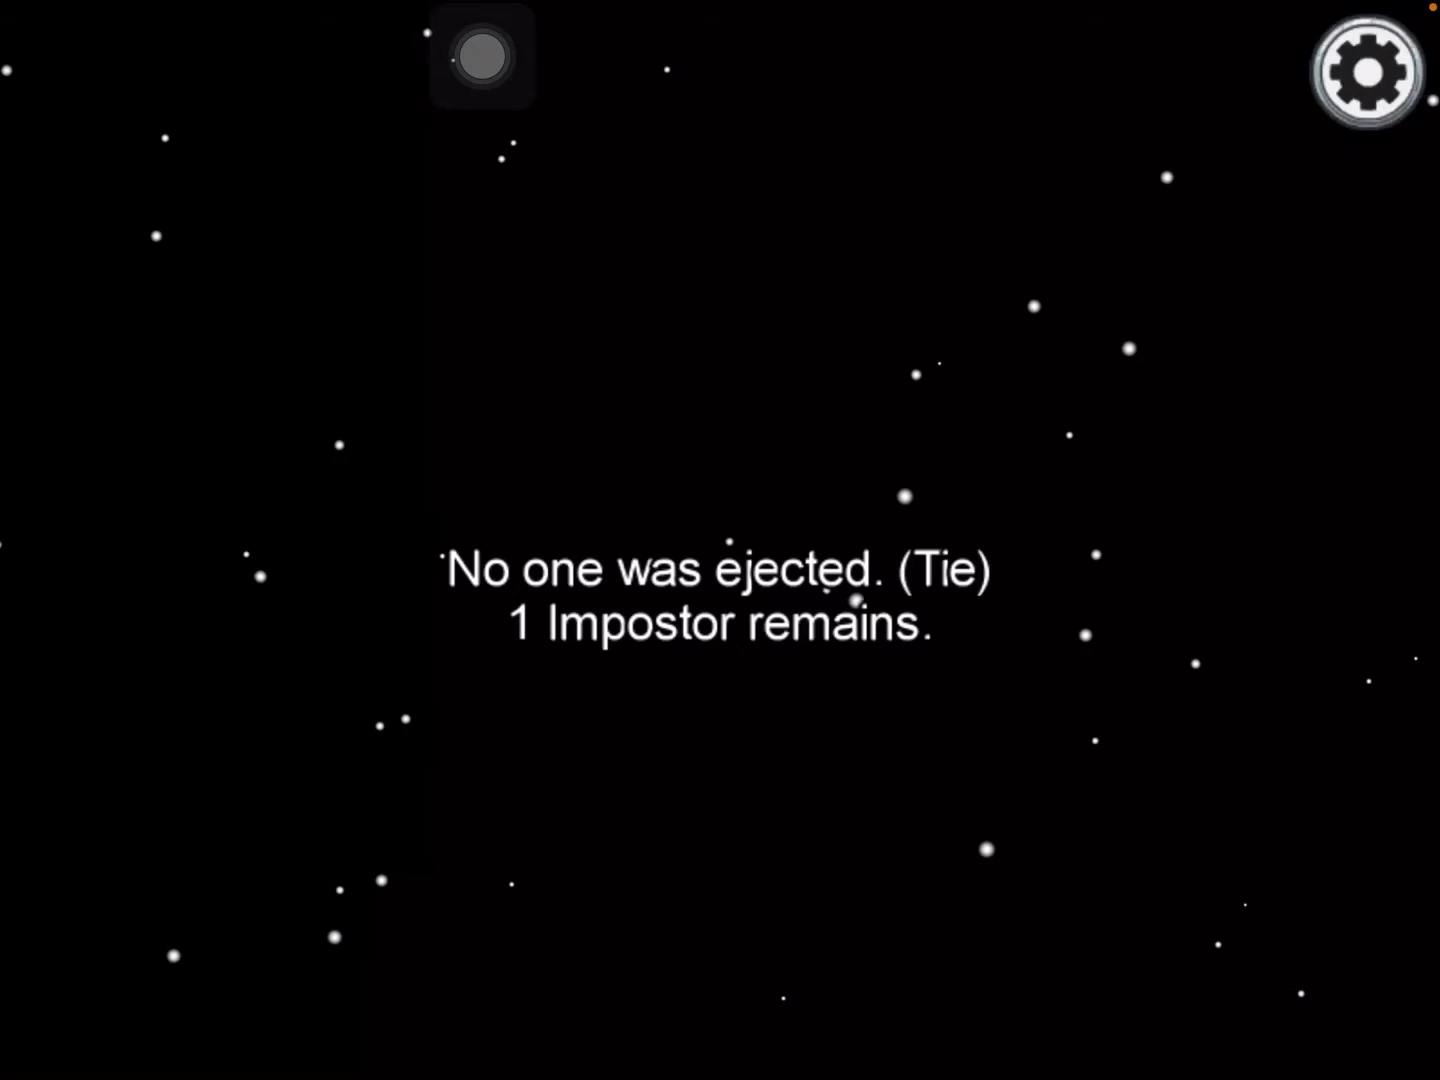 No one was ejected. (Tie)
1 Impostor remains.